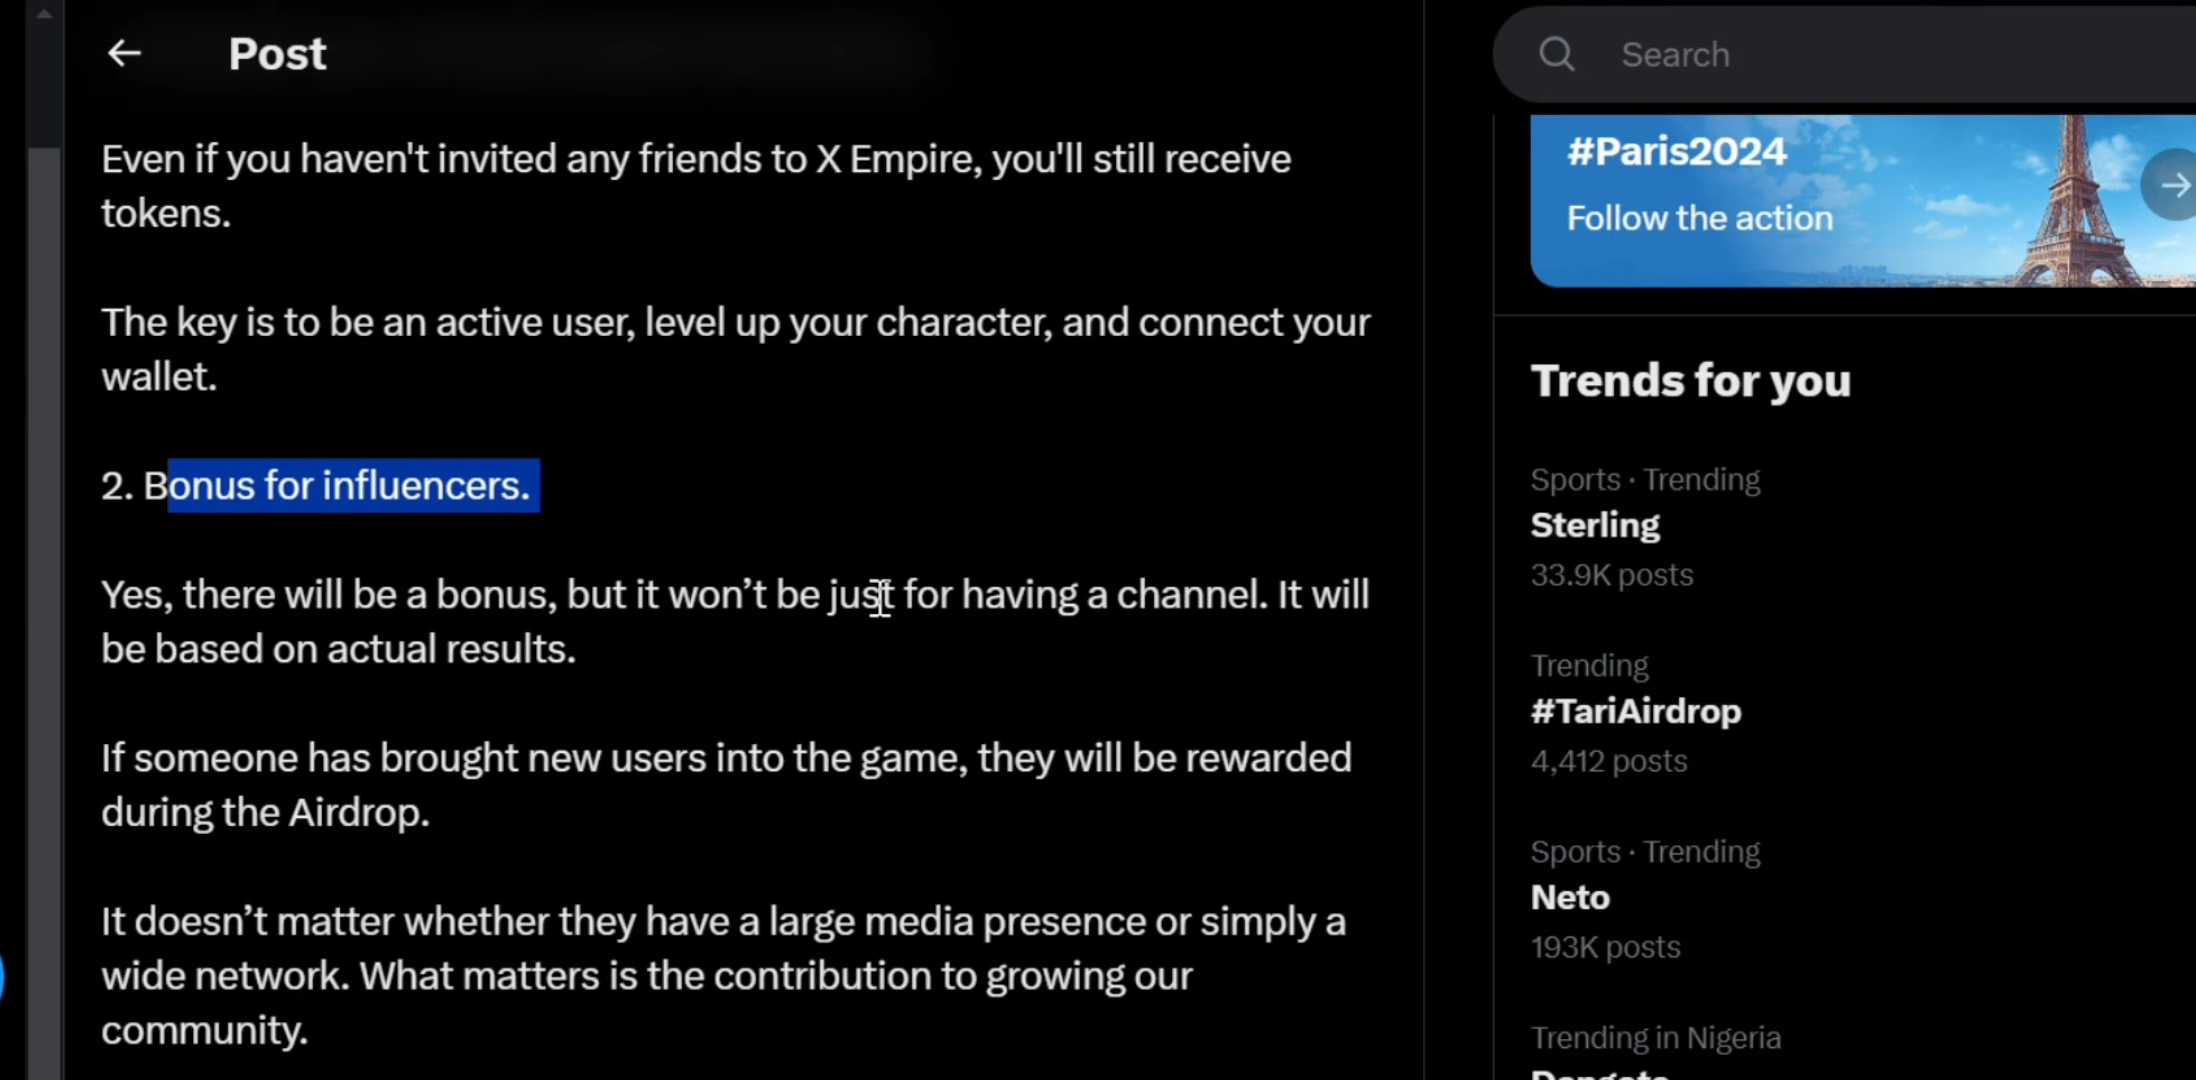 Post
Even if you haven't invited any friends to X Empire, you'll still receive
tokens.
The key is to be an active user, level up your character, and connect your
wallet.
2. Bonus for influencers.
Yes, there will be a bonus, but it won’t be just for having a channel. It will
be based on actual results.
If someone has brought new users into the game, they will be rewarded
during the Airdrop.
It doesn’t matter whether they have a large media presence or simply a
wide network. What matters is the contribution to growing our
community.
Search
#Paris2024
Follow the action
Trends for you
Sports · Trending
Sterling
33.9K posts
Trending
#TariAirdrop
4,412 posts
Sports · Trending
Neto
193K posts
Trending in Nigeria